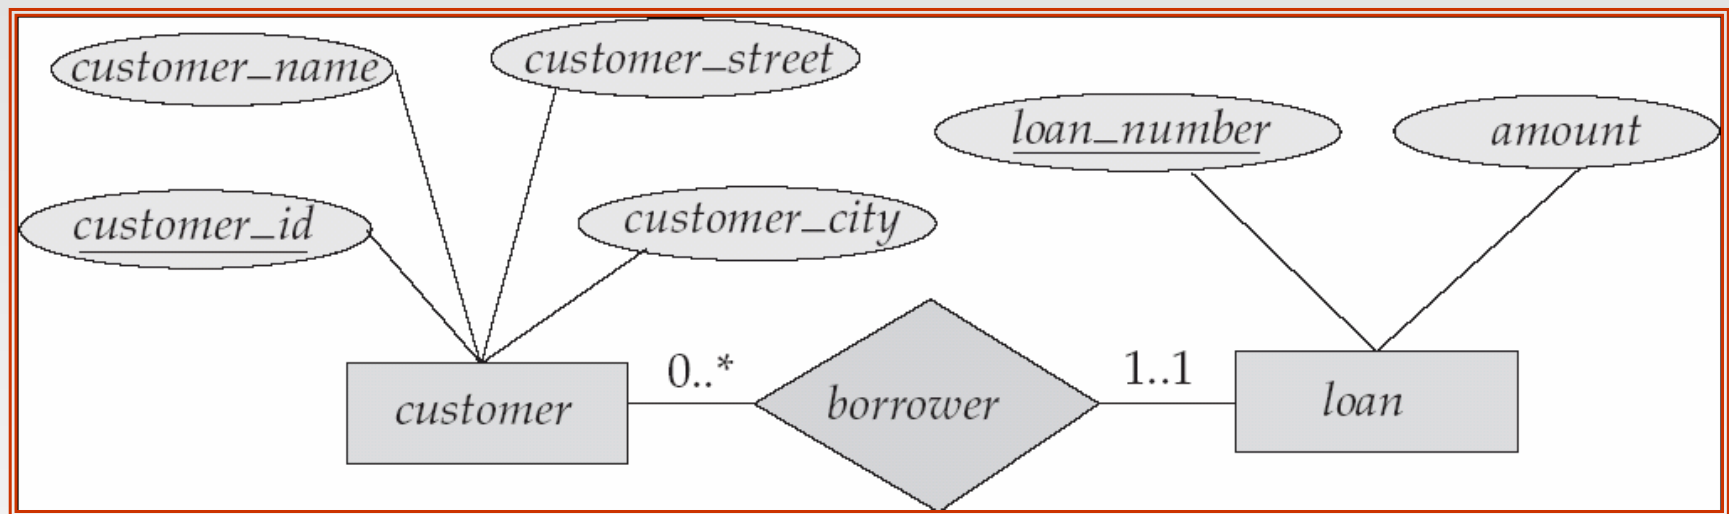 customer_name
customer_street
loan_number
amount
customer_id
customer_city
0..*
1..1
customer
borrower
loan